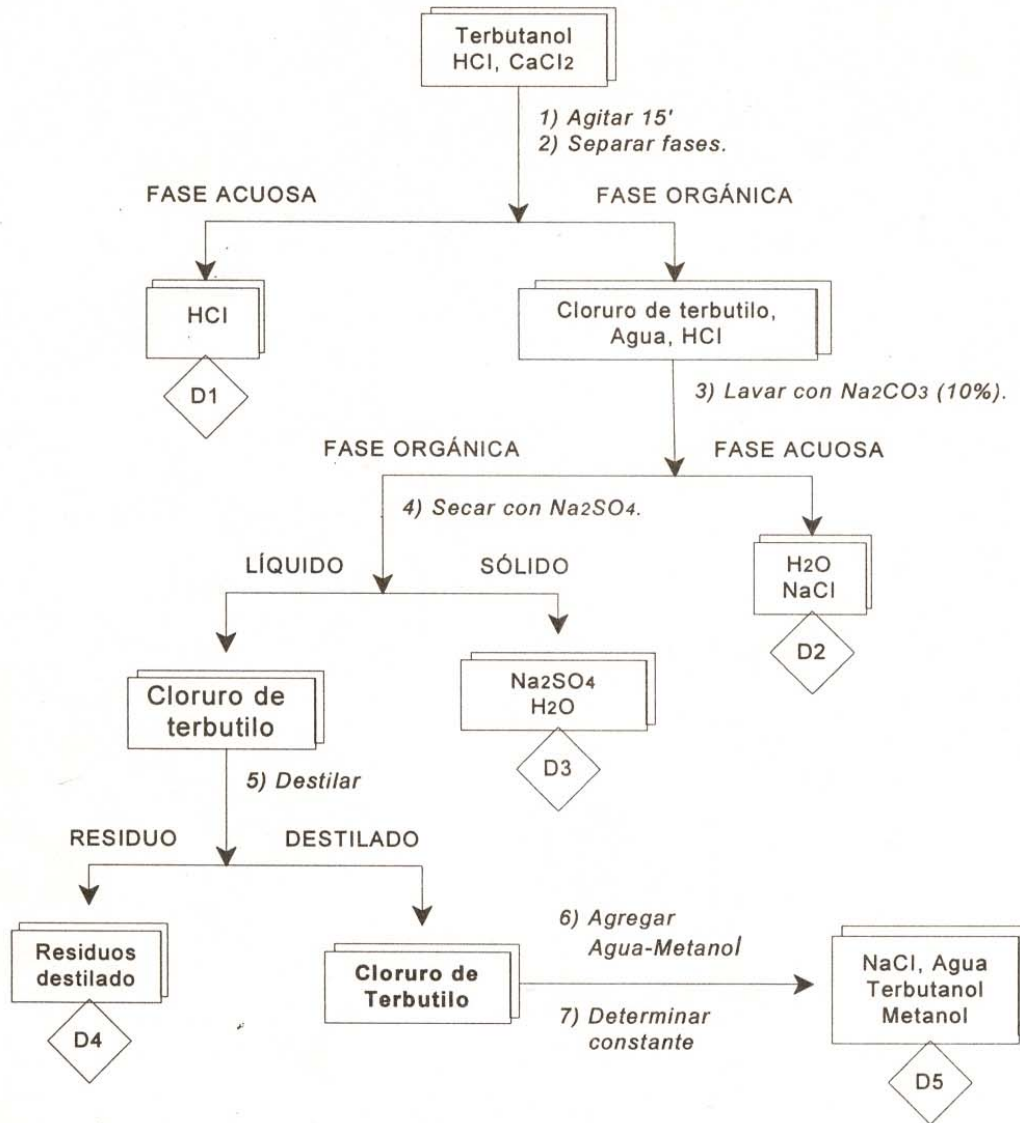 Terbutanol
HCl, CaCl2
1) Agitar 15'
2) Separar fases.
FASE ACUOSA
FASE ORGÁNICA
HCl
D1
Cloruro de terbutilo,
Agua, HCl
3) Lavar con Na2CO3 (10%).
FASE ORGÁNICA
FASE ACUOSA
4) Secar con Na2SO4.
H2O
NaCl
D2
LÍQUIDO
SÓLIDO
Cloruro de
terbutilo
Na2SO4
H2O
D3
5) Destilar
RESIDUO
DESTILADO
Residuos
destilado
D4
Cloruro de
Terbutilo
6) Agregar
Agua-Metanol
7) Determinar
constante
NaCl, Agua
Terbutanol
Metanol
D5